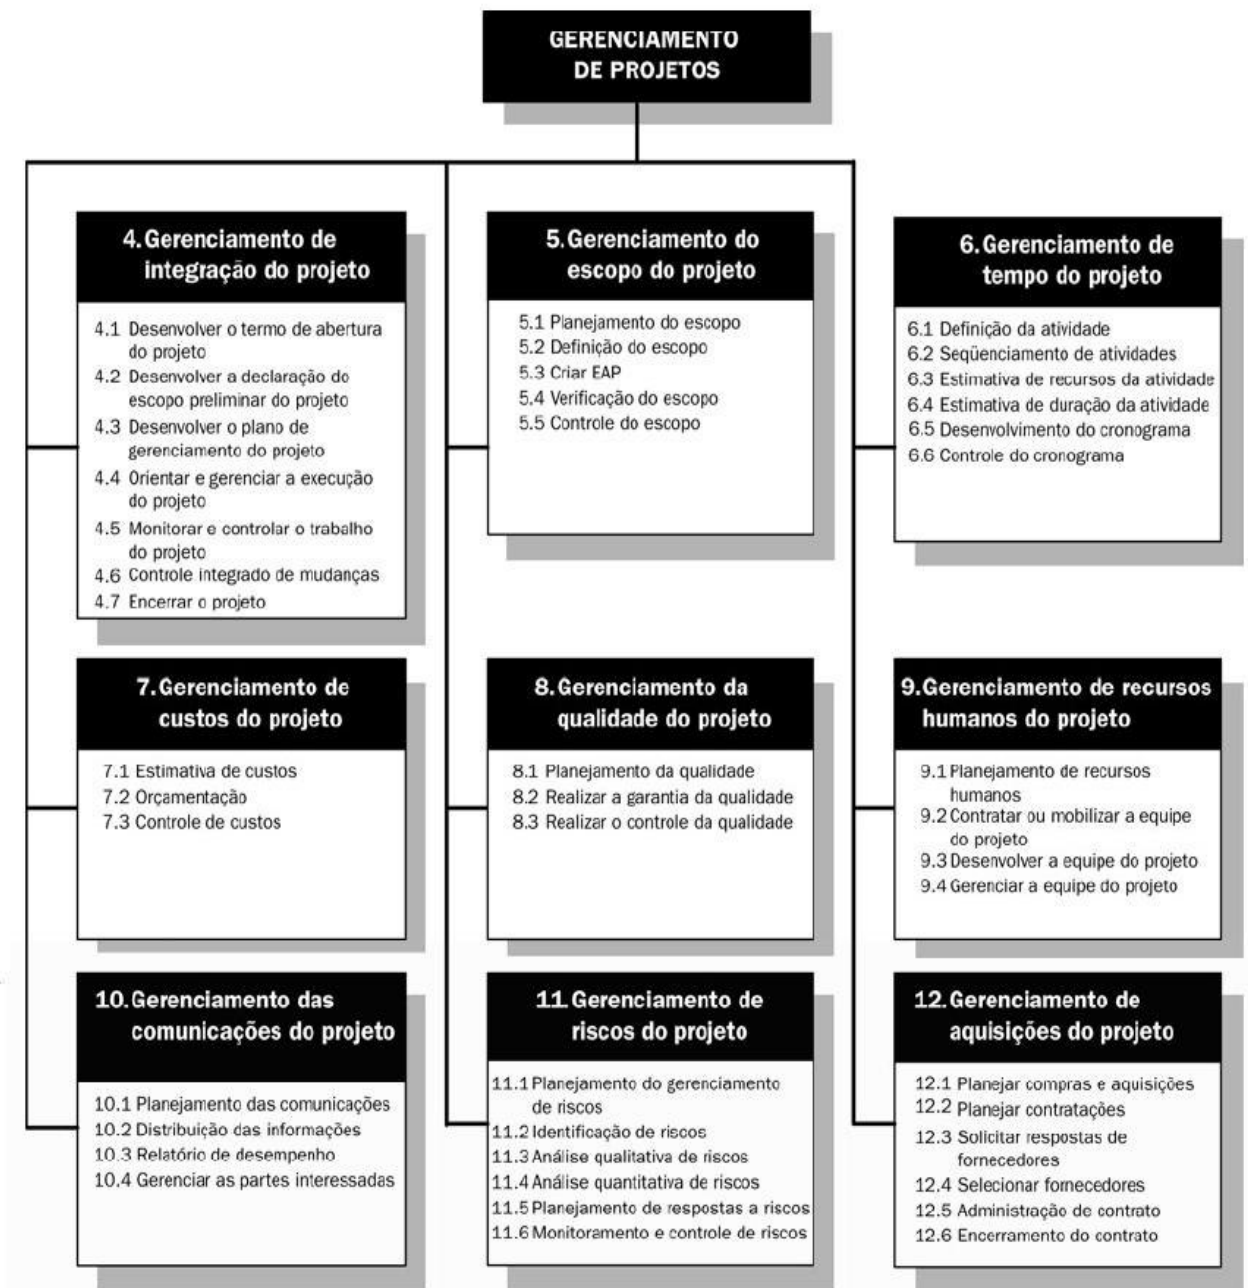 GERENCIAMENTO
DE PROJETOS
4. Gerenciamento de
integração do projeto
4.1 Desenvolver o termo de abertura
do projeto
4.2 Desenvolver a declaração do
escopo preliminar do projeto
4.3 Desenvolver o plano de
gerenciamento do projeto
4.4 Orientar e gerenciar a execução
do projeto
4.5 Monitorar e controlar o trabalho
do projeto
4.6 Controle integrado de mudanças
4.7 Encerrar o projeto
5. Gerenciamento do
escopo do projeto
5.1 Planejamento do escopo
5.2 Definição do escopo
5.3 Criar EAP
5.4 Verificação do escopo
5.5 Controle do escopo
6. Gerenciamento de
tempo do projeto
6.1 Definição da atividade
6.2 Seqüenciamento de atividades
6.3 Estimativa de recursos da atividade
6.4 Estimativa de duração da atividade
6.5 Desenvolvimento do cronograma
6.6 Controle do cronograma
7. Gerenciamento de
custos do projeto
7.1 Estimativa de custos
7.2 Orçamentação
7.3 Controle de custos
8. Gerenciamento da
qualidade do projeto
8.1 Planejamento da qualidade
8.2 Realizar a garantia da qualidade
8.3 Realizar o controle da qualidade
9. Gerenciamento de recursos
humanos do projeto
9.1 Planejamento de recursos
humanos
9.2 Contratar ou mobilizar a equipe
do projeto
9.3 Desenvolver a equipe do projeto
9.4 Gerenciar a equipe do projeto
10. Gerenciamento das
comunicações do projeto
10.1 Planejamento das comunicações
10.2 Distribuição das informações
10.3 Relatório de desempenho
10.4 Gerenciar as partes interessadas
11 Gerenciamento de
riscos do projeto
11.1 Planejamento do gerenciamento
de riscos
11.2 Identificação de riscos
11.3 Análise qualitativa de riscos
11.4 Análise quantitativa de riscos
11.5 Planejamento de respostas a riscos
11.6 Monitoramento e controle de riscos
12. Gerenciamento de
aquisições do projeto
12.1 Planejar compras e aquisições
12.2 Planejar contratações
12.3 Solicitar respostas de
fornecedores
12.4 Selecionar fornecedores
12.5 Administração de contrato
12.6 Encerramento do contrato